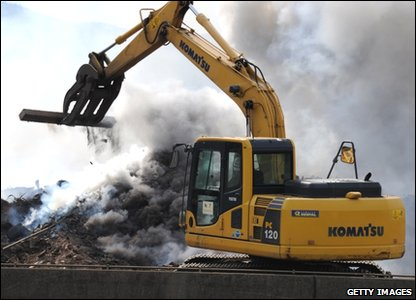 KOMATSU
PC
120
KOMATSU
GETTY IMAGES